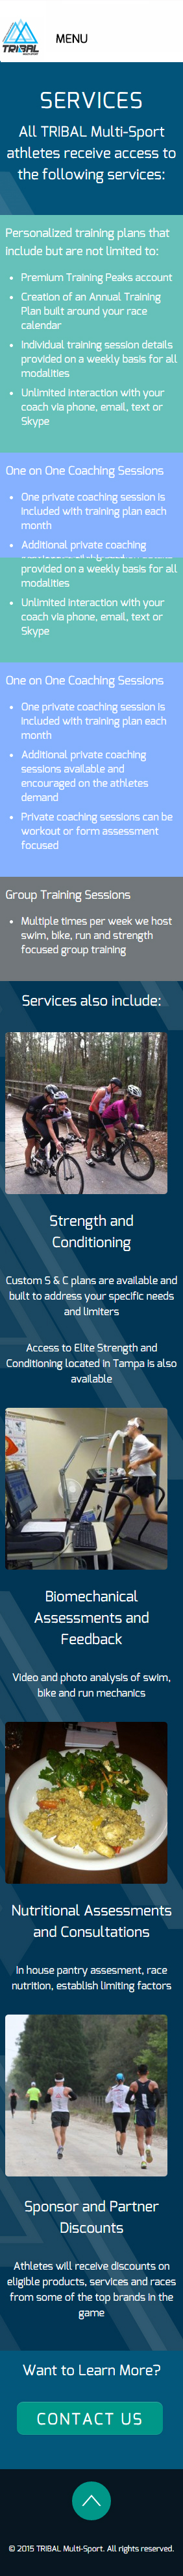 TRIBAL
MENU
SERVICES
All TRIBAL Multi-Sport
athletes receive access to
the following services:
Personalized training plans that
include but are not limited to:
• Premium Training Peaks account
• Creation of an Annual Training
Plan built around your race
calendar
• Individual training session details
provided on a weekly basis for all
modalities
• Unlimited interaction with your
coach via phone, email, text or
Skype
One on One Coaching Sessions
• One private coaching session is
included with training plan each
month
• Additional private coaching
provided on a weekly basis for all
modalities
• Unlimited interaction with your
coach via phone, email, text or
Skype
One on One Coaching Sessions
• One private coaching session is
included with training plan each
month
• Additional private coaching
sessions available and
encouraged on the athletes
demand
• Private coaching sessions can be
workout or form assessment
focused
Group Training Sessions
• Multiple times per week we host
swim, bike, run and strength
focused group training
Services also include:
Strength and
Conditioning
Custom S & C plans are available and
built to address your specific needs
and limiters
Access to Elite Strength and
Conditioning located in Tampa is also
available
Biomechanical
Assessments and
Feedback
Video and photo analysis of swim,
bike and run mechanics
Nutritional Assessments
and Consultations
In house pantry assesment, race
nutrition, establish limiting factors
Sponsor and Partner
Discounts
Athletes will receive discounts on
eligible products, services and races
from some of the top brands in the
game
Want to Learn More?
CONTACT US
© 2015 TRIBAL Multi-Sport. All rights reserved.